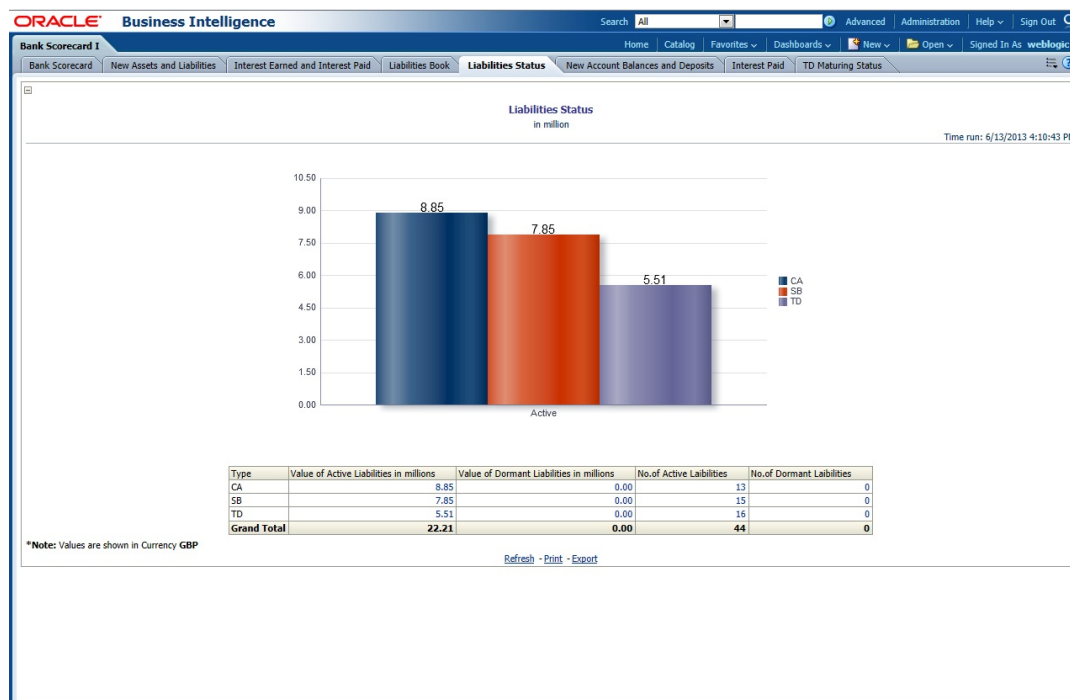 ORACLE Business Intelligence Search All Advanced Administration Help Sign Out
Bank Scorecard I Home Catalog Favorites Dashboards New Open Signed In As weblogic
Bank Scorecard New Assets and Liabilities Interest Earned and Interest Paid Liabilities Book Liabilities Status New Account Balances and Deposits Interest Paid TD Maturing Status
Liabilities Status
in million
Time run: 6/13/2013 4:10:43
10.50
9.00
7.50
6.00
4.50
3.00
1.50
0.00
8.85
7.85
5.51
CA
SB
TD
Active
Type Value of Active Liabilities in millions Value of Dormant Liabilities in millions No.of Active Laibilities No.of Dormant Laibilities
CA 8.85 0.00 13 0
SB 7.85 0.00 15 0
TD 5.51 0.00 16 0
Grand Total 22.21 0.00 44 0
*Note: Values are shown in Currency GBP
Refresh - Print - Export